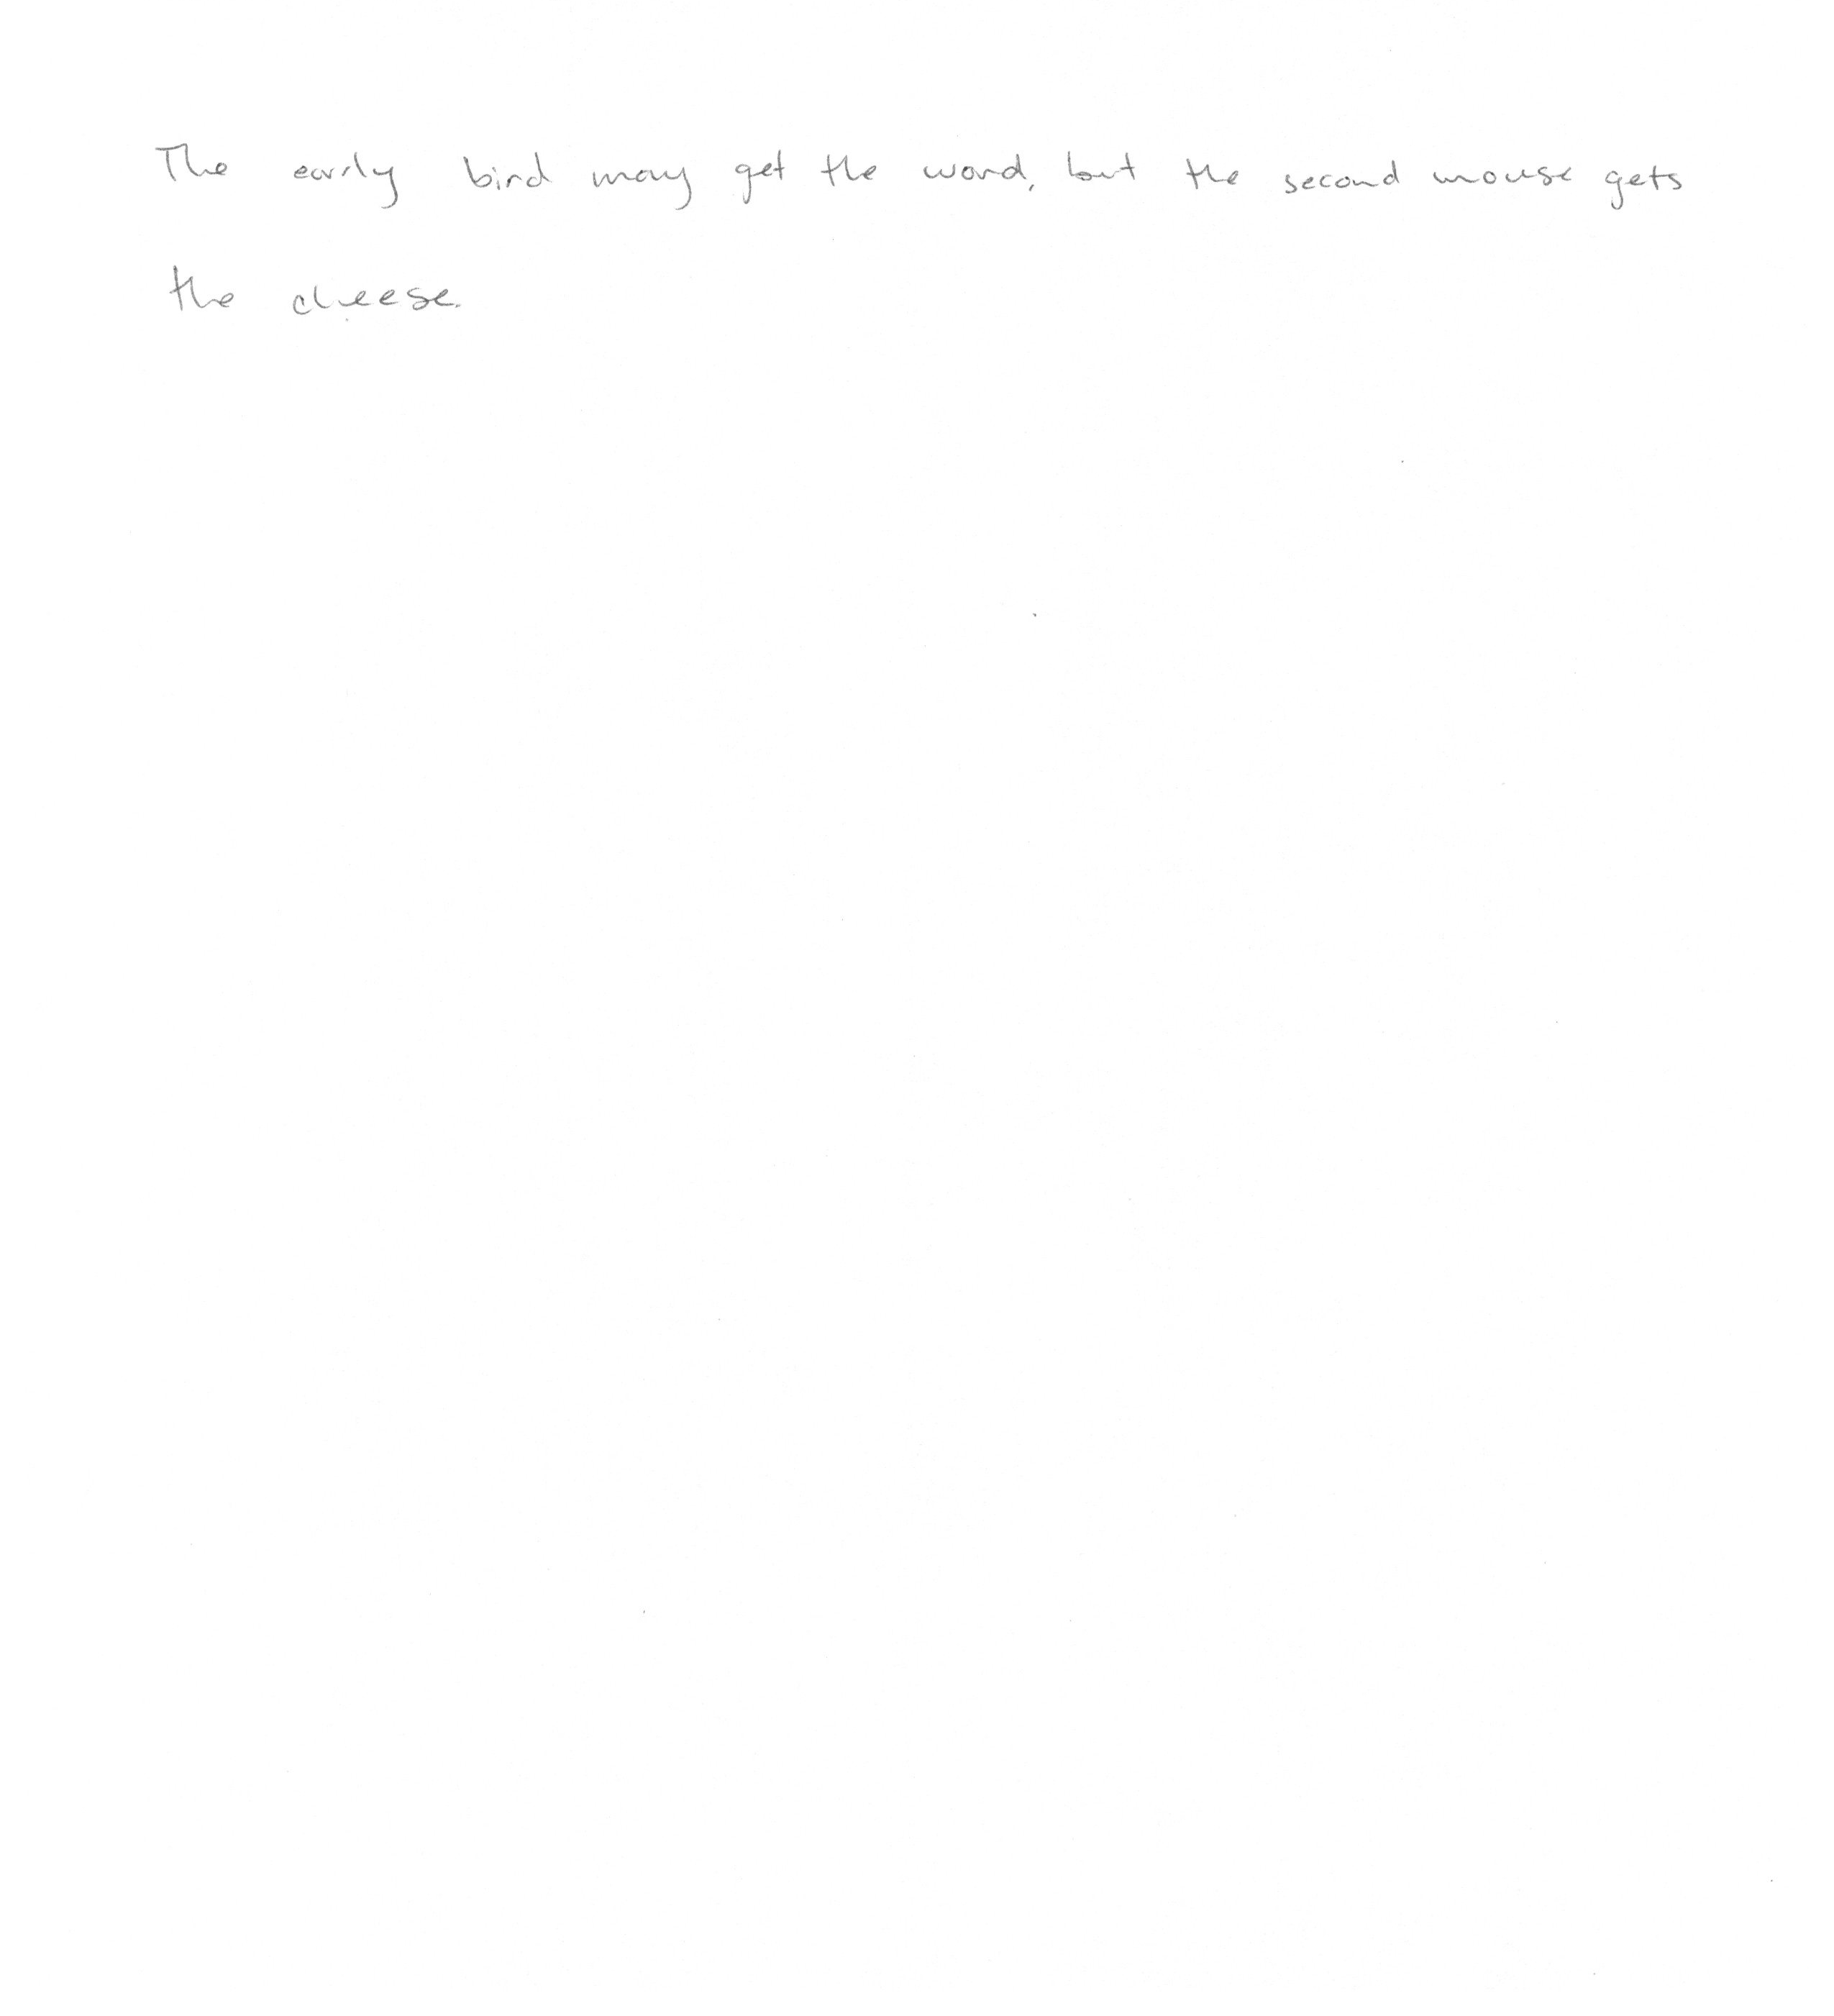 The early bird may get the word, but the second mouse gets
the cheese.